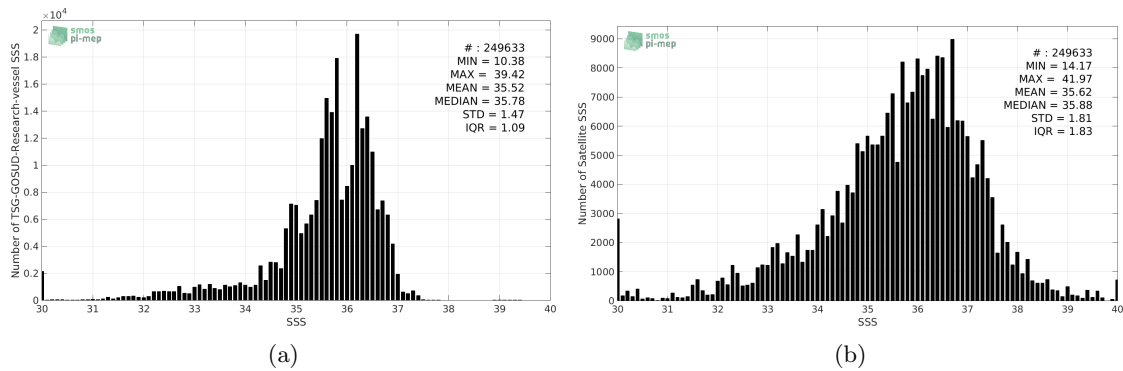 ×10⁴
smos
pi-mep
# : 249633
MIN = 10.38
MAX = 39.42
MEAN = 35.52
MEDIAN = 35.78
STD = 1.47
IQR = 1.09
Number of TSG-GOSUD-Research-vessel SSS
2
1.8
1.6
1.4
1.2
1
0.8
0.6
0.4
0.2
0
30 31 32 33 34 35 36 37 38 39 40
SSS
(a)
smos
pi-mep
# : 249633
MIN = 14.17
MAX = 41.97
MEAN = 35.62
MEDIAN = 35.88
STD = 1.81
IQR = 1.83
Number of Satellite SSS
9000
8000
7000
6000
5000
4000
3000
2000
1000
0
30 31 32 33 34 35 36 37 38 39 40
SSS
(b)